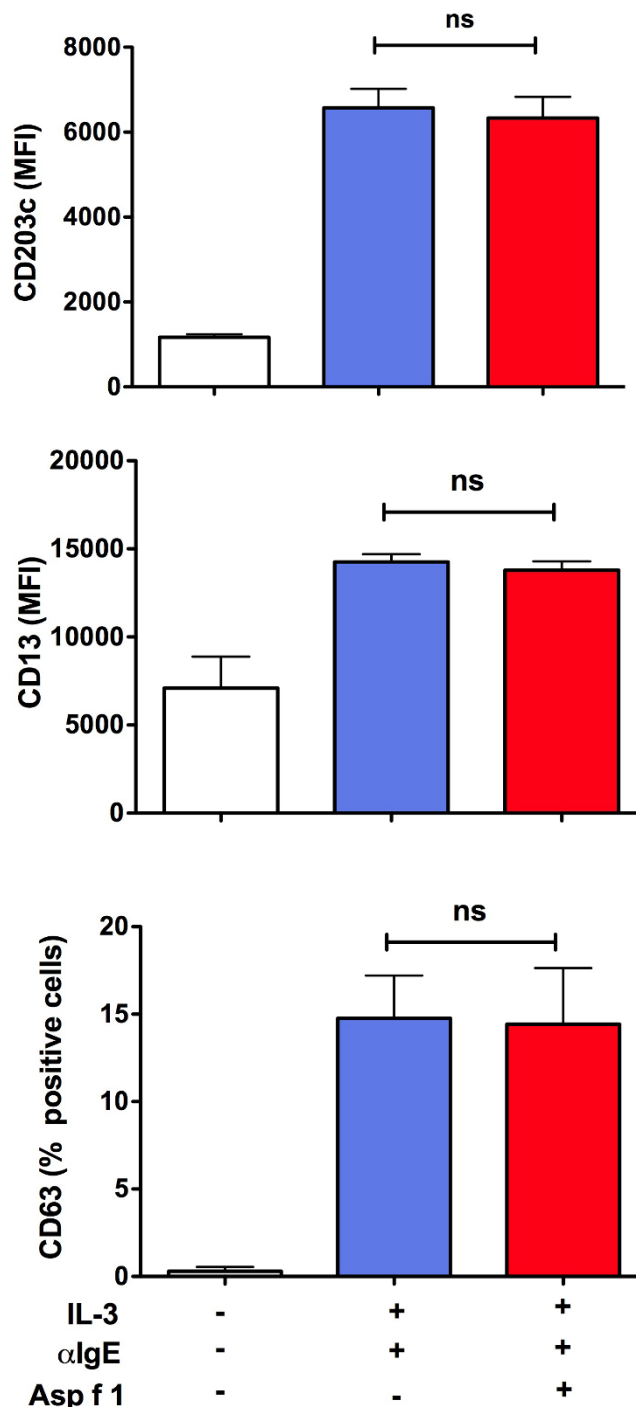 ns
8000
6000
4000
2000
0
CD203c (MFI)
ns
20000
15000
10000
5000
0
CD13 (MFI)
ns
20
15
10
5
0
CD63 (% positive cells)
IL-3 - + +
αIgE - + +
Asp f 1 - - +